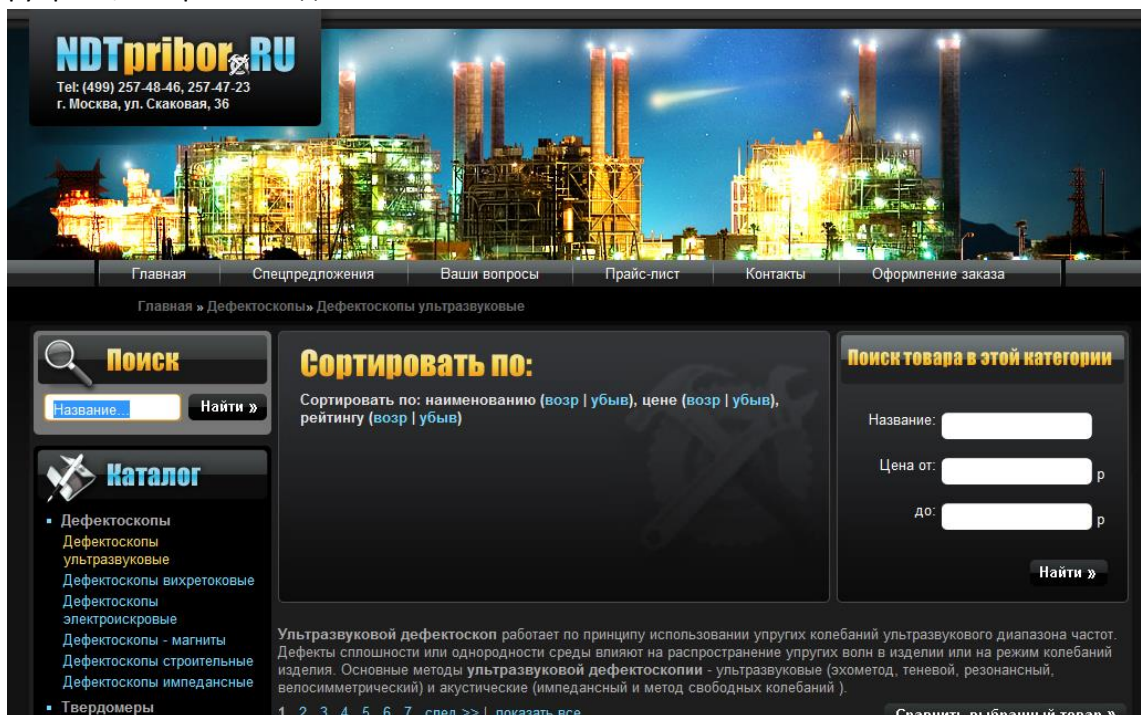 NDTpribor.RU
Tel: (499) 257-48-46, 257-47-23
г. Москва, ул. Скаковая, 36
Главная Спецпредложения Ваши вопросы Прайс-лист Контакты Оформление заказа
Главная » Дефектоскопы» Дефектоскопы ультразвуковые
Поиск
Название...
Найти »
Каталог
Дефектоскопы
Дефектоскопы
ультразвуковые
Дефектоскопы вихретоковые
Дефектоскопы
электроискровые
Дефектоскопы - магниты
Дефектоскопы строительные
Дефектоскопы импедансные
Твердомеры
Сортировать по:
Сортировать по: наименованию (возр | убыв), цене (возр | убыв),
рейтингу (возр | убыв)
Поиск товара в этой категории
Название:
Цена от: р
до: р
Найти »
Ультразвуковой дефектоскоп работает по принципу использовании упругих колебаний ультразвукового диапазона частот.
Дефекты сплошности или однородности среды влияют на распространение упругих волн в изделии или на режим колебаний
изделия. Основные методы ультразвуковой дефектоскопии - ультразвуковые (эхометод, теневой, резонансный,
велосимметрический) и акустические (импедансный и метод свободных колебаний ).
1 2 3 4 5 6 7 след >> | показать все
Сравнить выбранный товар »